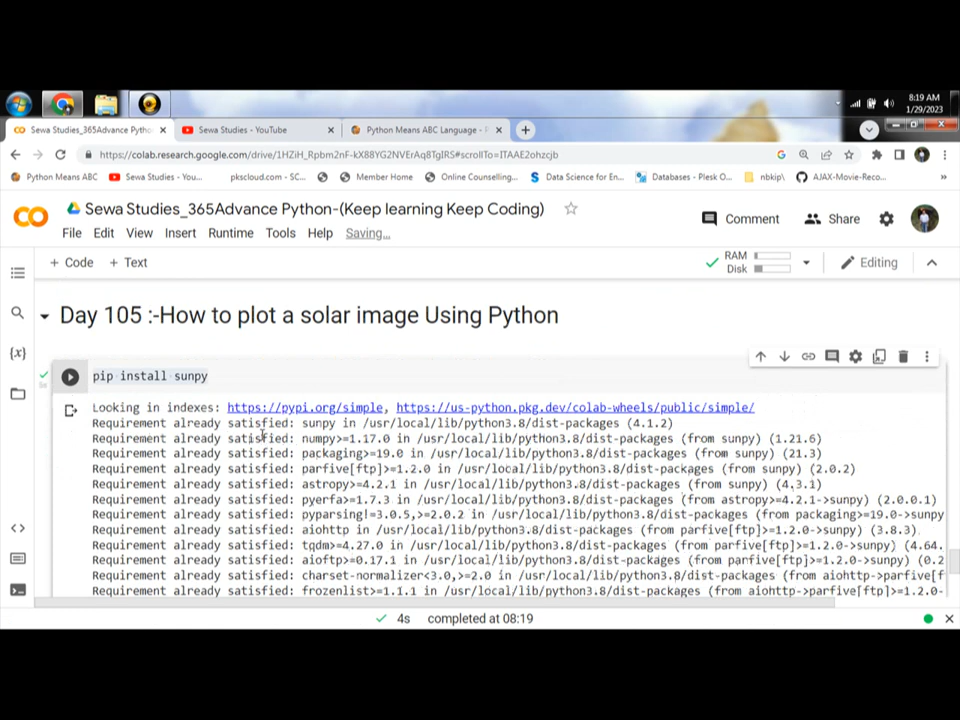 8:19 AM
1/29/2023
Sewa Studies_365Advance Pytho
Sewa Studies - YouTube
Python Means ABC Language - P
https://colab.research.google.com/drive/1HZiH_Rpbm2nF-kX88YG2NVErAq8TgIRS#scrollTo=ITAAE2ohzcjb
Python Means ABC
Sewa Studies - You...
pkscloud.com - SC...
Member Home
Online Counselling...
Data Science for En...
Databases - Plesk O...
nbkip\
AJAX-Movie-Reco...
»
CO
Sewa Studies_365Advance Python-(Keep learning Keep Coding)
Comment
Share
File Edit View Insert Runtime Tools Help Saving...
+ Code + Text
RAM
Disk
Editing
Day 105 :-How to plot a solar image Using Python
pip install sunpy
Looking in indexes: https://pypi.org/simple, https://us-python.pkg.dev/colab-wheels/public/simple/
Requirement already satisfied: sunpy in /usr/local/lib/python3.8/dist-packages (4.1.2)
Requirement already satisfied: numpy>=1.17.0 in /usr/local/lib/python3.8/dist-packages (from sunpy) (1.21.6)
Requirement already satisfied: packaging>=19.0 in /usr/local/lib/python3.8/dist-packages (from sunpy) (21.3)
Requirement already satisfied: parfive[ftp]>=1.2.0 in /usr/local/lib/python3.8/dist-packages (from sunpy) (2.0.2)
Requirement already satisfied: astropy>=4.2.1 in /usr/local/lib/python3.8/dist-packages (from sunpy) (4.3.1)
Requirement already satisfied: pyerfa>=1.7.3 in /usr/local/lib/python3.8/dist-packages (from astropy>=4.2.1->sunpy) (2.0.0.1)
Requirement already satisfied: pyparsing!=3.0.5,>=2.0.2 in /usr/local/lib/python3.8/dist-packages (from packaging>=19.0->sunpy
Requirement already satisfied: aiohttp in /usr/local/lib/python3.8/dist-packages (from parfive[ftp]>=1.2.0->sunpy) (3.8.3)
Requirement already satisfied: tqdm>=4.27.0 in /usr/local/lib/python3.8/dist-packages (from parfive[ftp]>=1.2.0->sunpy) (4.64.
Requirement already satisfied: aioftp>=0.17.1 in /usr/local/lib/python3.8/dist-packages (from parfive[ftp]>=1.2.0->sunpy) (0.2
Requirement already satisfied: charset-normalizer<3.0,>=2.0 in /usr/local/lib/python3.8/dist-packages (from aiohttp->parfive[f
Requirement already satisfied: frozenlist>=1.1.1 in /usr/local/lib/python3.8/dist-packages (from aiohttp->parfive[ftp]>=1.2.0-
4s completed at 08:19